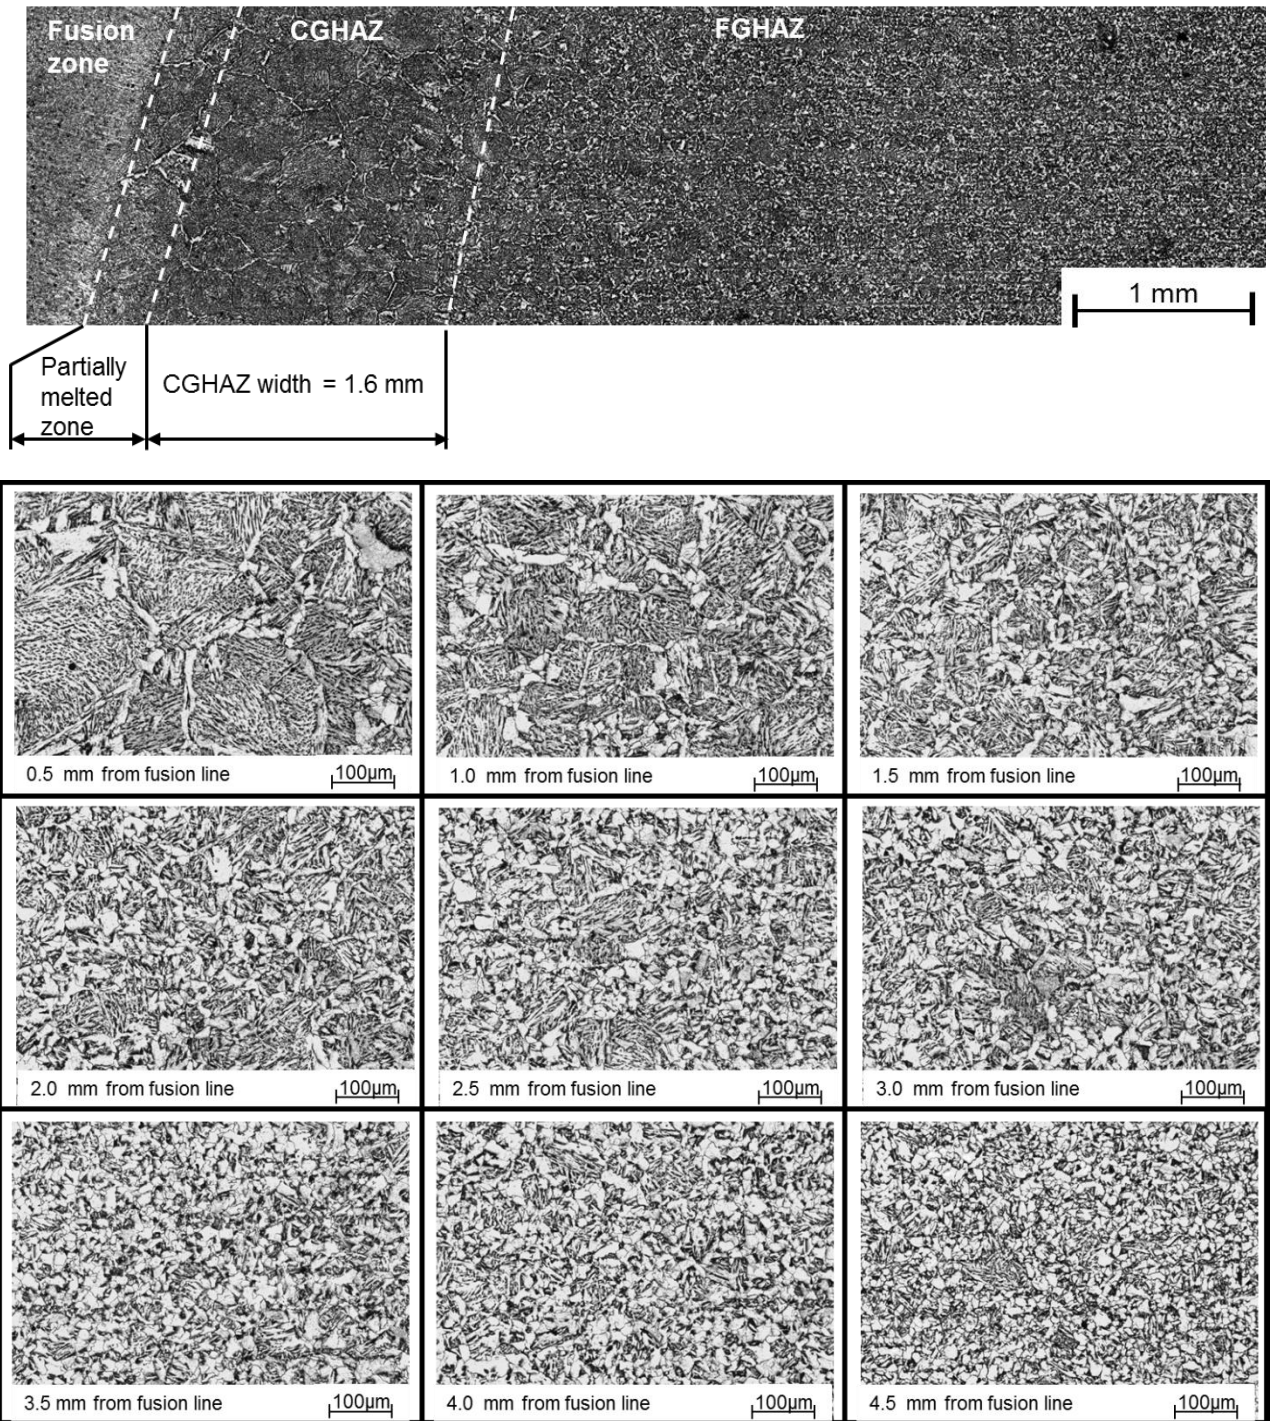 Fusion
zone
CGHAZ
FGHAZ
1 mm
Partially
melted
zone
CGHAZ width = 1.6 mm
0.5 mm from fusion line
100µm
1.0 mm from fusion line
100µm
1.5 mm from fusion line
100µm
2.0 mm from fusion line
100µm
2.5 mm from fusion line
100µm
3.0 mm from fusion line
100µm
3.5 mm from fusion line
100µm
4.0 mm from fusion line
100µm
4.5 mm from fusion line
100µm